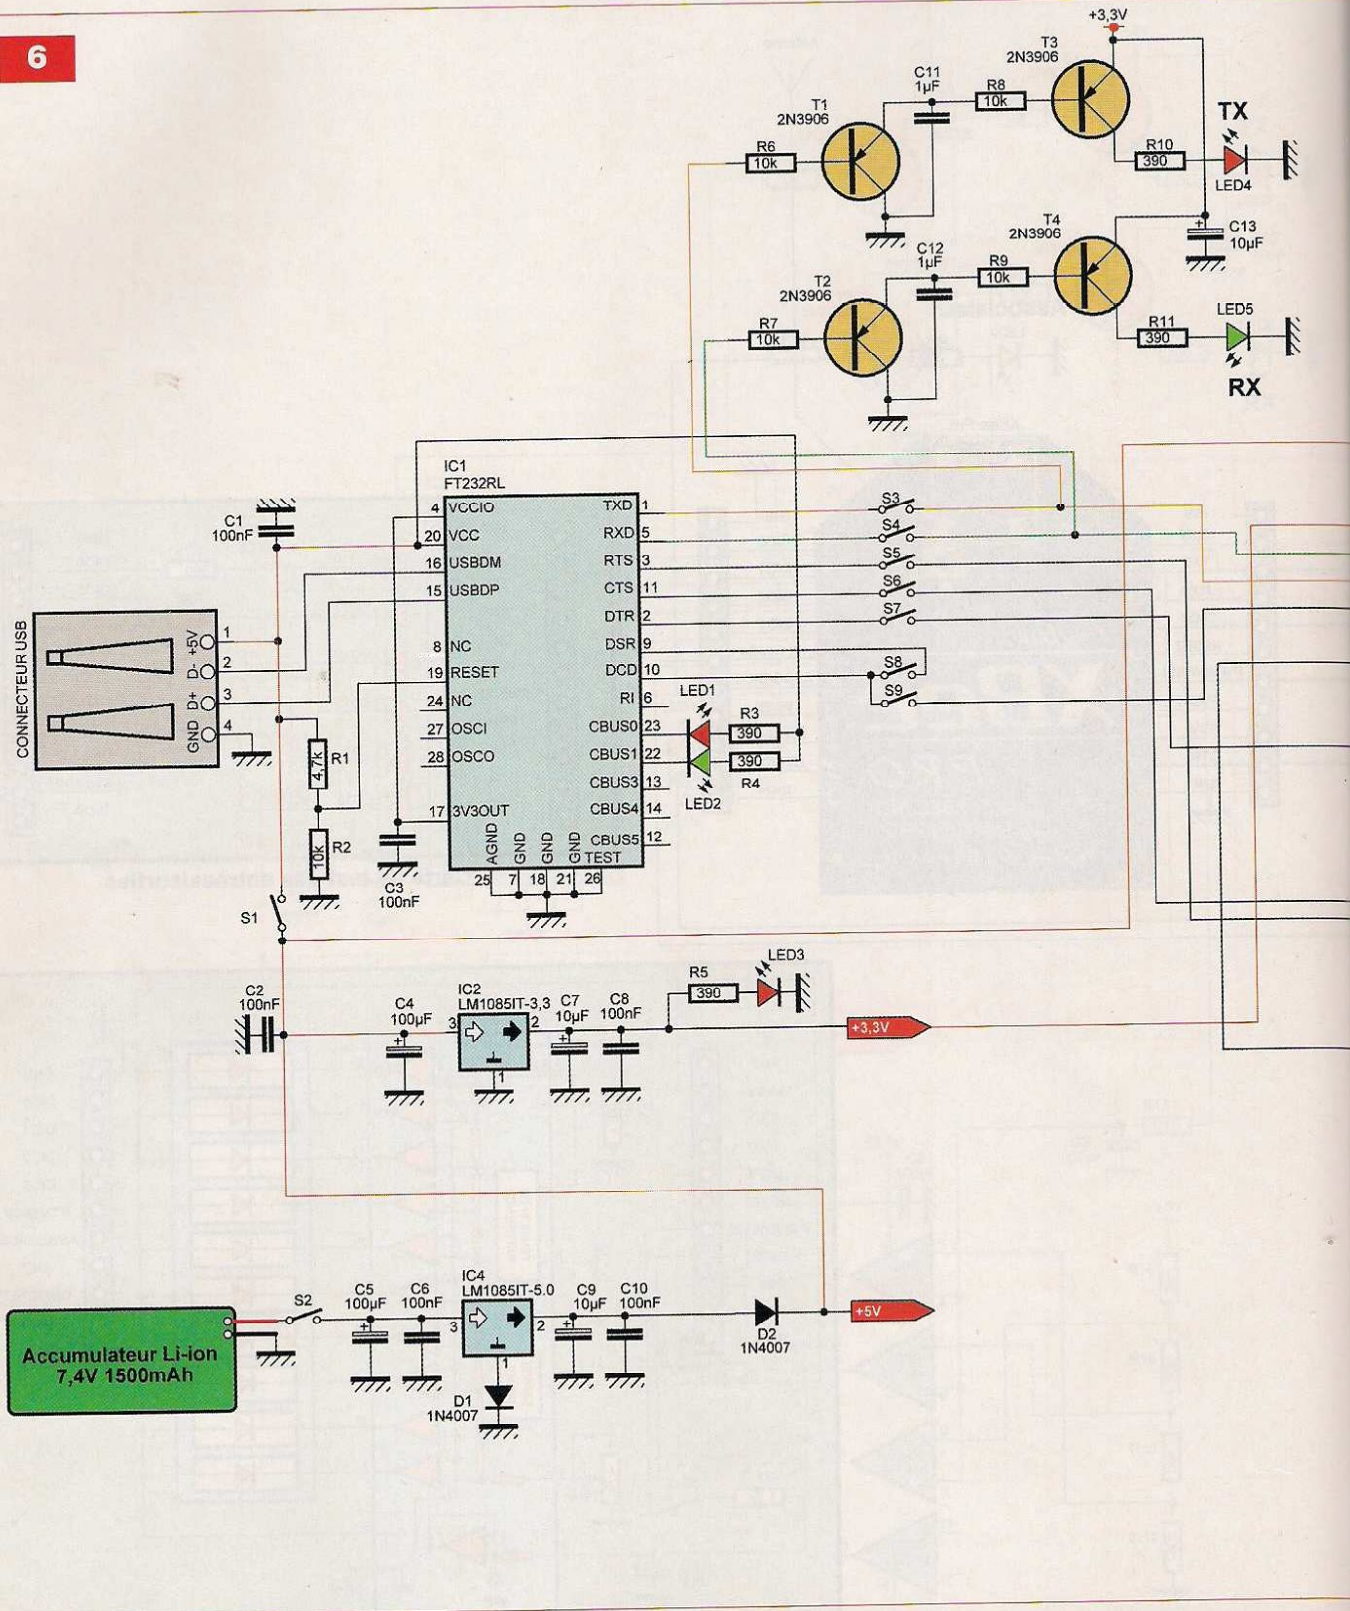 6
+3,3V
T3
2N3906
C11
1µF
R8
10k
T1
2N3906
TX
R6
10k
R10
390
LED4
T4
2N3906
C13
10µF
+
C12
1µF
R9
10k
T2
2N3906
R7
10k
R11
390
LED5
RX
IC1
FT232RL
4 VCCIO
20 VCC
16 USBDM
15 USBDP
8 NC
19 RESET
24 NC
27 OSCI
28 OSCO
17 3V3OUT
TXD 1
RXD 5
RTS 3
CTS 11
DTR 2
DSR 9
DCD 10
RI 6
CBUS0 23
CBUS1 22
CBUS3 13
CBUS4 14
CBUS5 12
TEST
AGND
GND
GND
GND
25
7
18
21
26
S3
S4
S5
S6
S7
S8
S9
C1
100nF
CONNECTEUR USB
+5V 1
D- 2
D+ 3
GND 4
R1
4,7k
R2
10k
C3
100nF
LED1
R3
390
390
R4
LED2
S1
LED3
R5
390
C2
100nF
C4
100µF
+
IC2
LM1085IT-3,3
3
2
1
C7
10µF
+
C8
100nF
+3,3V
S2
C5
100µF
+
C6
100nF
IC4
LM1085IT-5.0
3
2
1
C9
10µF
+
C10
100nF
D2
1N4007
+5V
D1
1N4007
Accumulateur Li-ion
7,4V 1500mAh